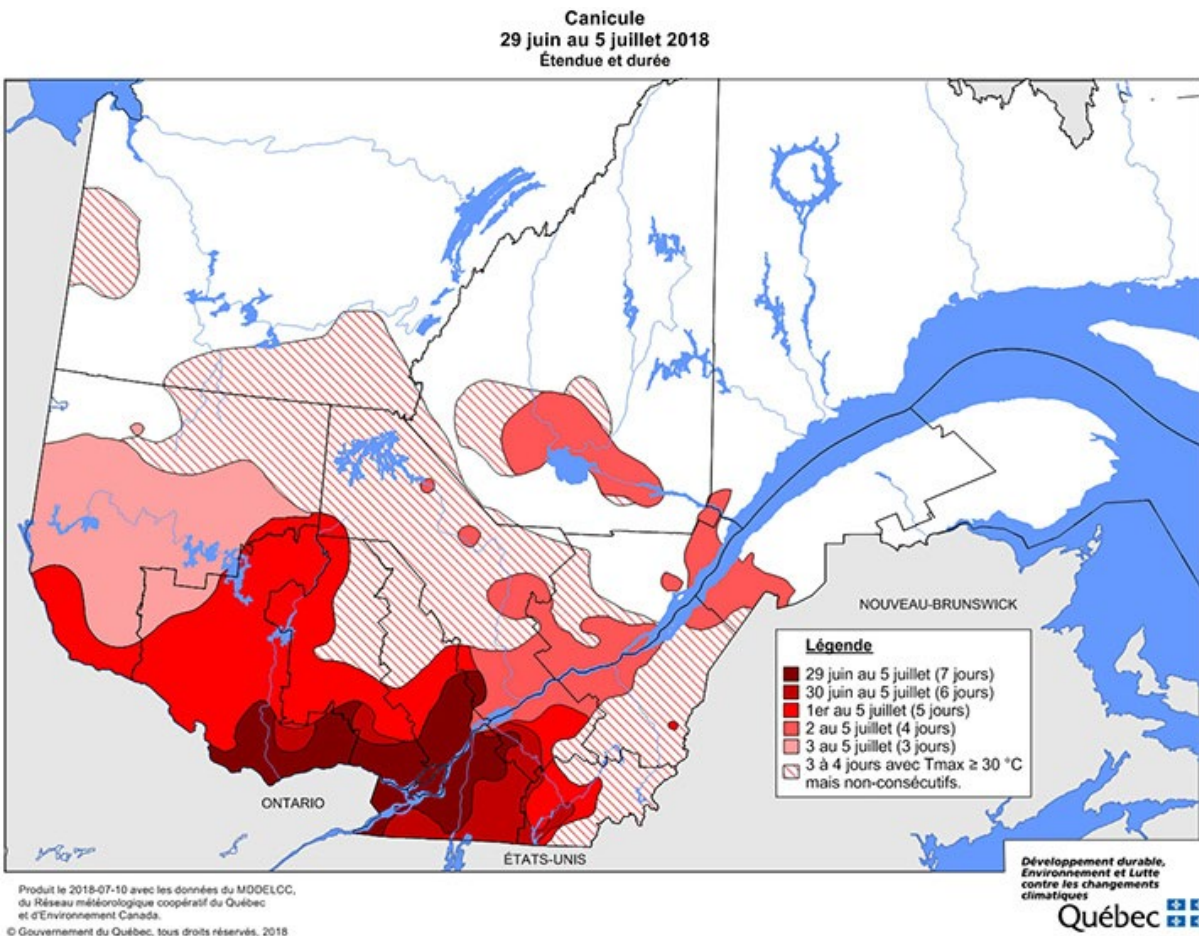 Canicule
29 juin au 5 juillet 2018
Étendue et durée
NOUVEAU-BRUNSWICK
Légende
29 juin au 5 juillet (7 jours)
30 juin au 5 juillet (6 jours)
1er au 5 juillet (5 jours)
2 au 5 juillet (4 jours)
3 au 5 juillet (3 jours)
3 à 4 jours avec Tmax ≥ 30 °C
mais non-consécutifs.
ONTARIO
ÉTATS-UNIS
Produit le 2018-07-10 avec les données du MDDELCC,
du Réseau météorologique coopératif du Québec
et d'Environnement Canada.
© Gouvernement du Québec, tous droits réservés, 2018
Développement durable,
Environnement et Lutte
contre les changements
climatiques
Québec